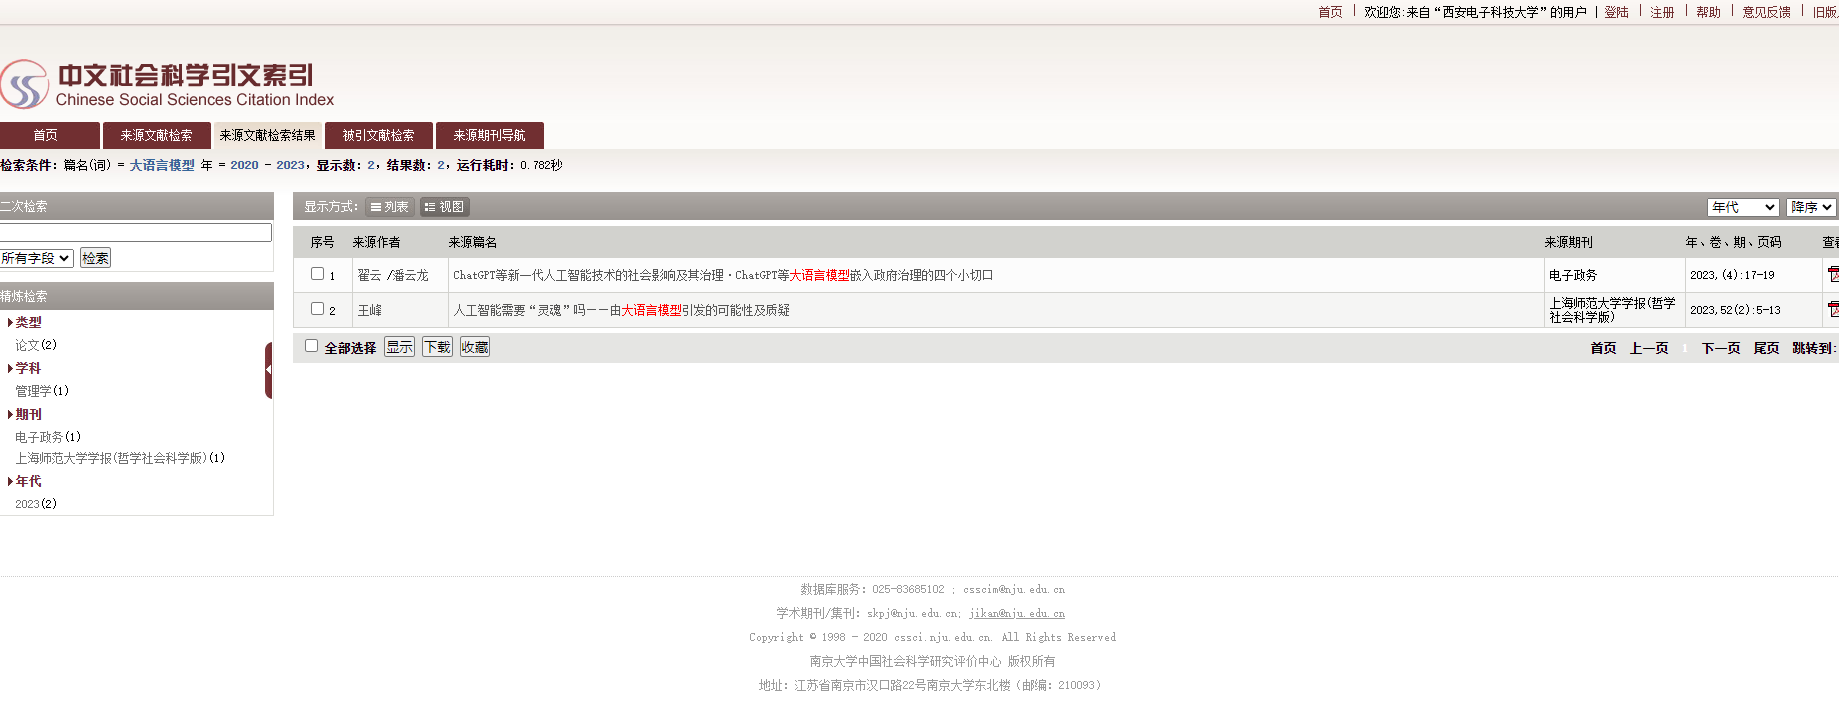 首页 欢迎您:来自“西安电子科技大学”的用户 | 登陆 注册 帮助 意见反馈 旧版
中文社会科学引文索引
Chinese Social Sciences Citation Index
首页 来源文献检索 来源文献检索结果 被引文献检索 来源期刊导航
检索条件: 篇名(词) = 大语言模型 年 = 2020 - 2023, 显示数: 2, 结果数: 2, 运行耗时: 0.782秒
二次检索
所有字段 检索
精炼检索
类型
论文(2)
学科
管理学(1)
期刊
电子政务(1)
上海师范大学学报(哲学社会科学版)(1)
年代
2023(2)
显示方式: 列表 视图 年代 降序
序号 来源作者 来源篇名 来源期刊 年、卷、期、页码 查看
1 翟云 /潘云龙 ChatGPT等新一代人工智能技术的社会影响及其治理·ChatGPT等大语言模型嵌入政府治理的四个小切口 电子政务 2023,(4):17-19
2 王峰 人工智能需要“灵魂”吗——由大语言模型引发的可能性及质疑 上海师范大学学报(哲学社会科学版) 2023,52(2):5-13
全部选择 显示 下载 收藏 首页 上一页 1 下一页 尾页 跳转到:
数据库服务: 025-83685102 ; csscim@nju.edu.cn
学术期刊/集刊: skpj@nju.edu.cn; jikan@nju.edu.cn
Copyright © 1998 - 2020 cssci.nju.edu.cn. All Rights Reserved
南京大学中国社会科学研究评价中心 版权所有
地址: 江苏省南京市汉口路22号南京大学东北楼（邮编: 210093）